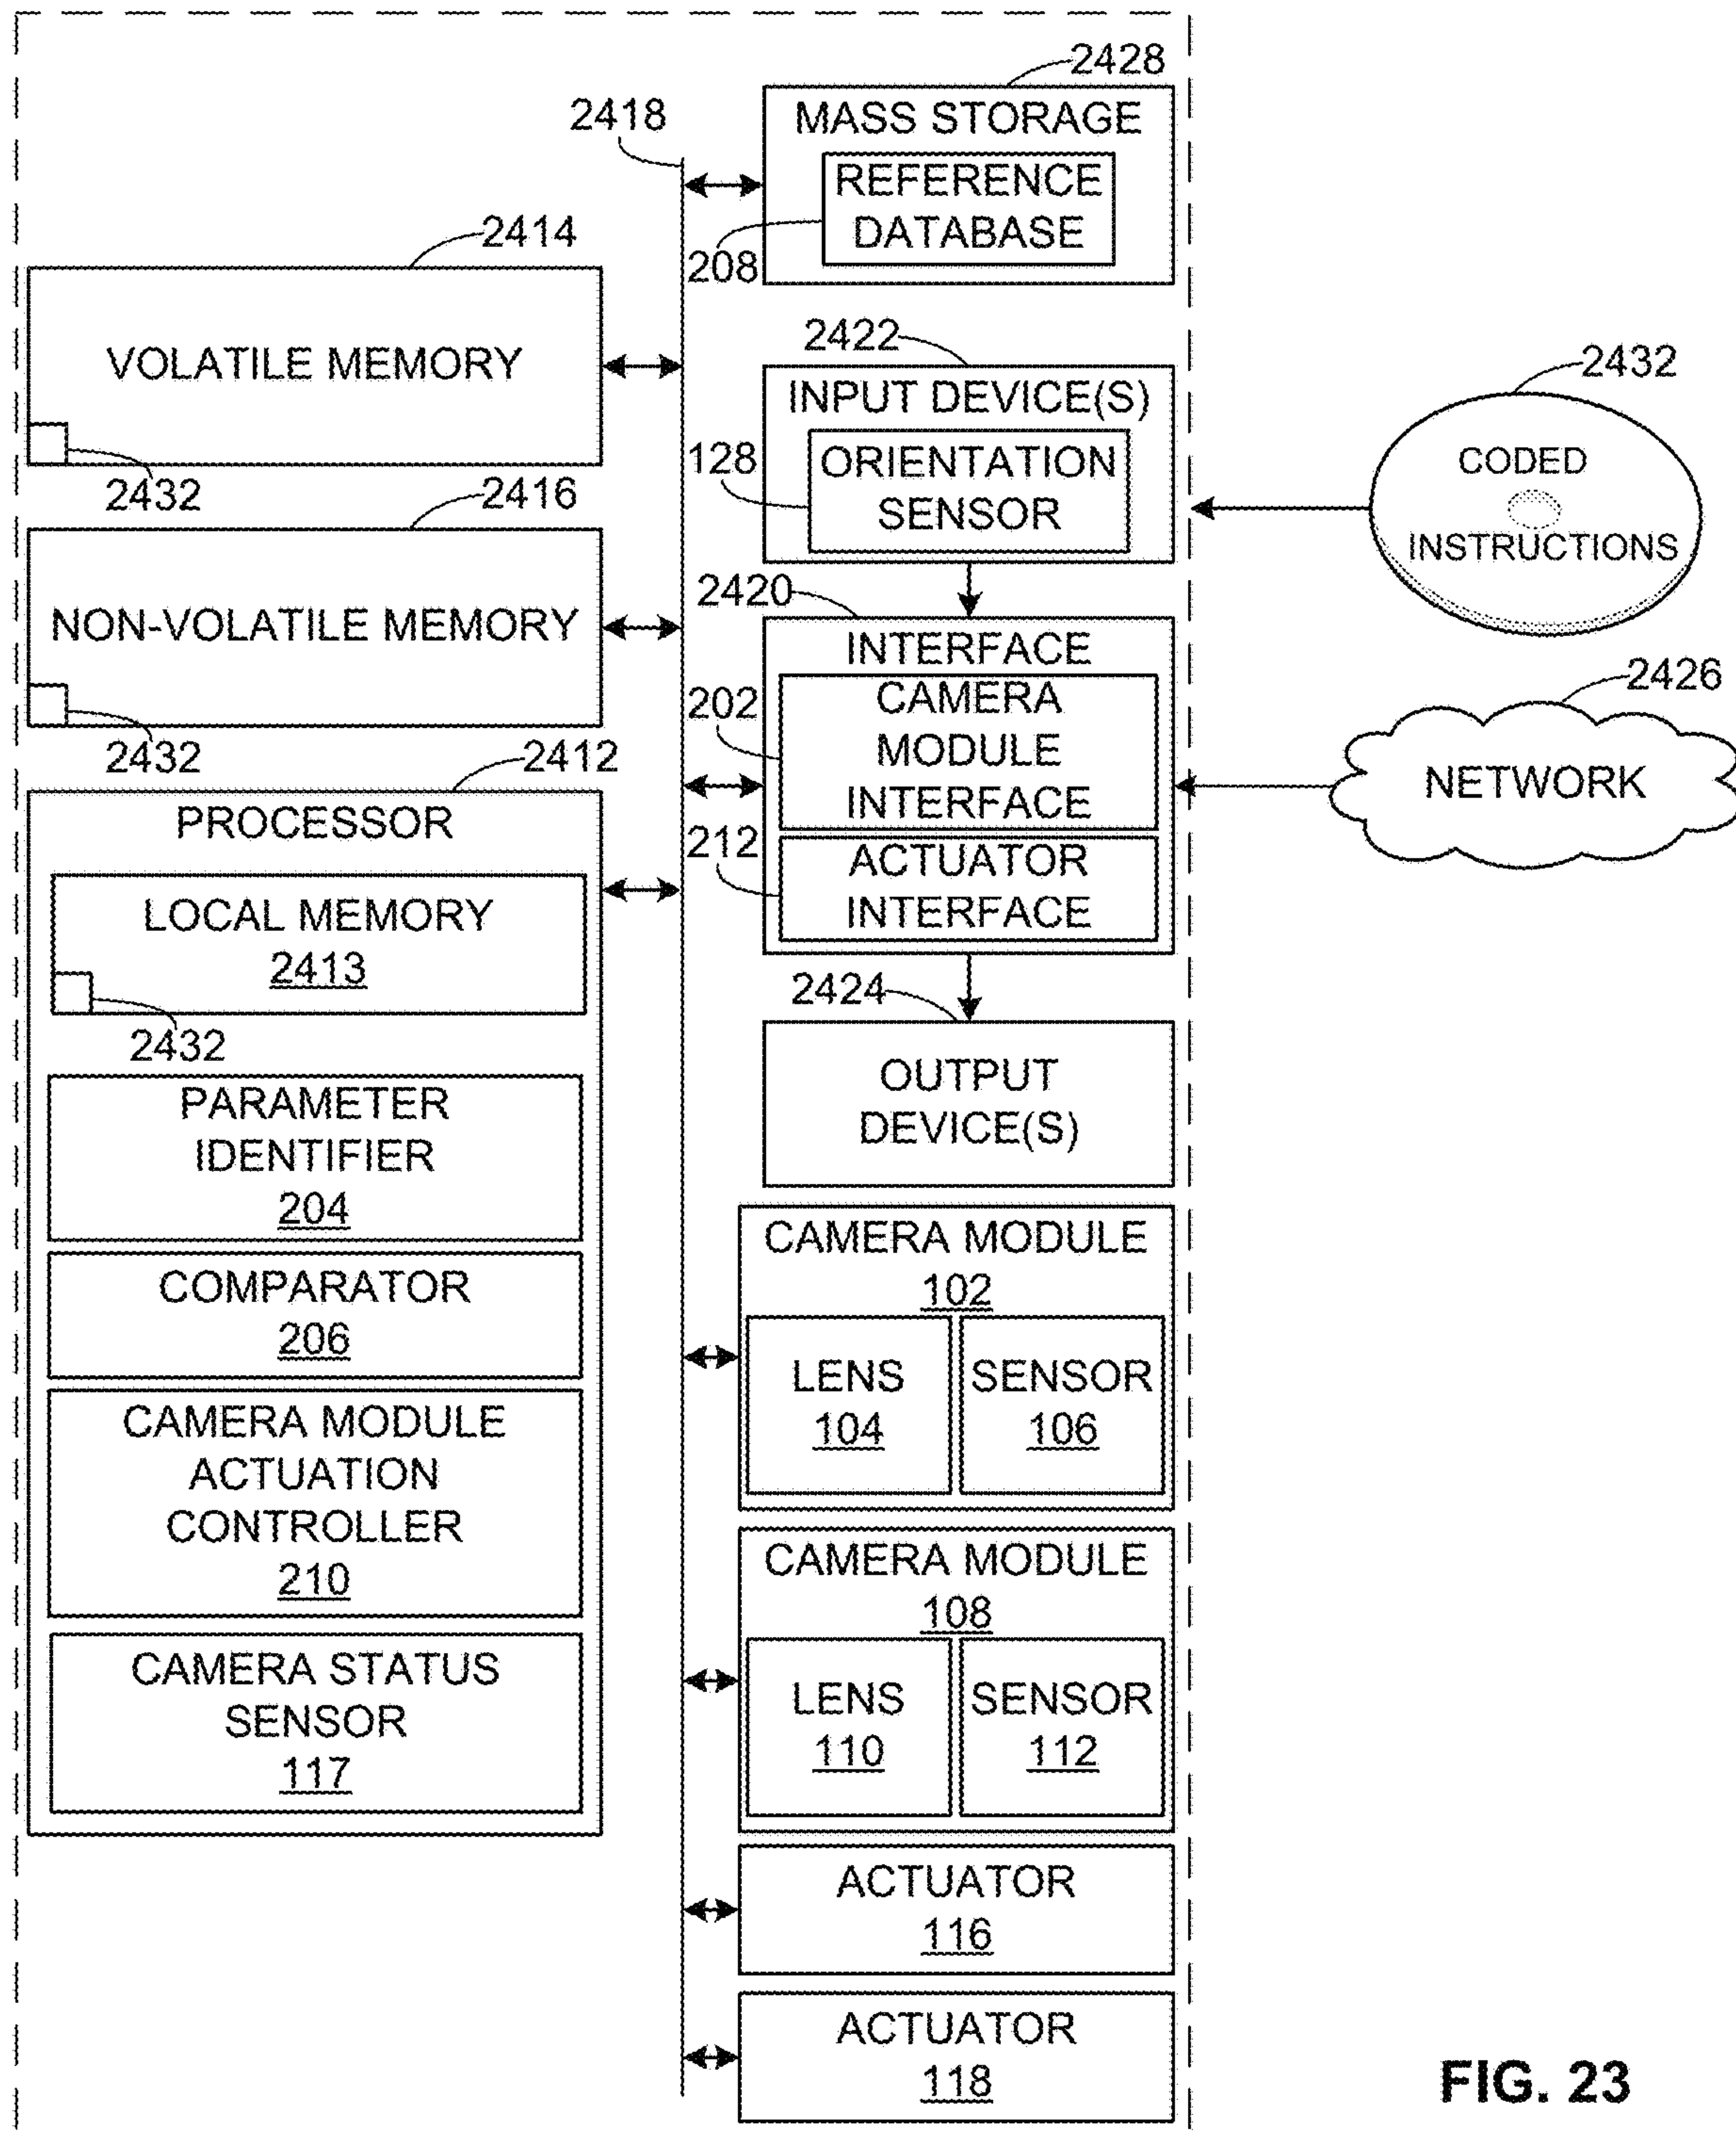 2428
2418
MASS STORAGE
REFERENCE
DATABASE
208
2414
VOLATILE MEMORY
2432
2422
INPUT DEVICE(S)
128
ORIENTATION
SENSOR
2432
CODED
INSTRUCTIONS
2416
NON-VOLATILE MEMORY
2432
2420
INTERFACE
202
CAMERA
MODULE
INTERFACE
212
ACTUATOR
INTERFACE
2426
NETWORK
2412
PROCESSOR
LOCAL MEMORY
2413
2432
PARAMETER
IDENTIFIER
204
COMPARATOR
206
CAMERA MODULE
ACTUATION
CONTROLLER
210
CAMERA STATUS
SENSOR
117
2424
OUTPUT
DEVICE(S)
CAMERA MODULE
102
LENS
104
SENSOR
106
CAMERA MODULE
108
LENS
110
SENSOR
112
ACTUATOR
116
ACTUATOR
118
FIG. 23